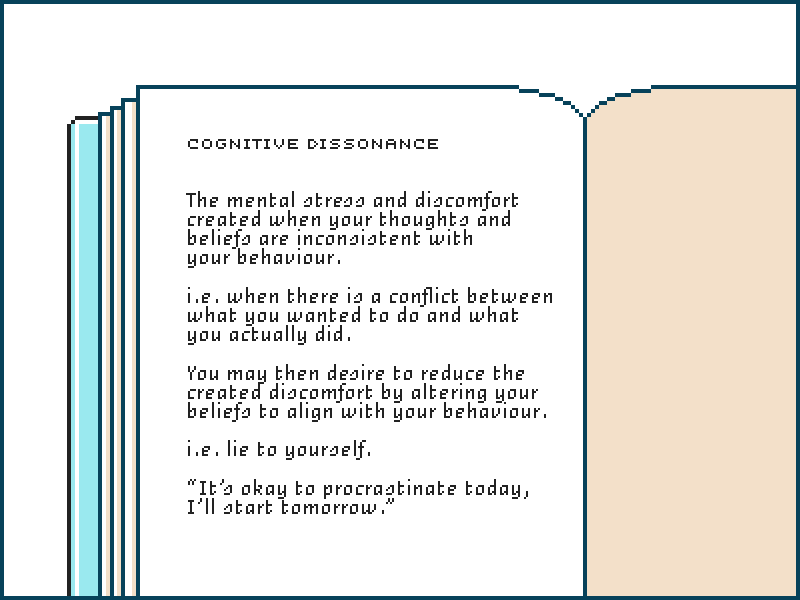 COGNITIVE DISSONANCE
The mental stress and discomfort
created when your thoughts and
beliefs are inconsistent with
your behaviour.
i.e. when there is a conflict between
what you wanted to do and what
you actually did.
You may then desire to reduce the
created discomfort by altering your
beliefs to align with your behaviour.
i.e. lie to yourself.
“It’s okay to procrastinate today,
I’ll start tomorrow.”